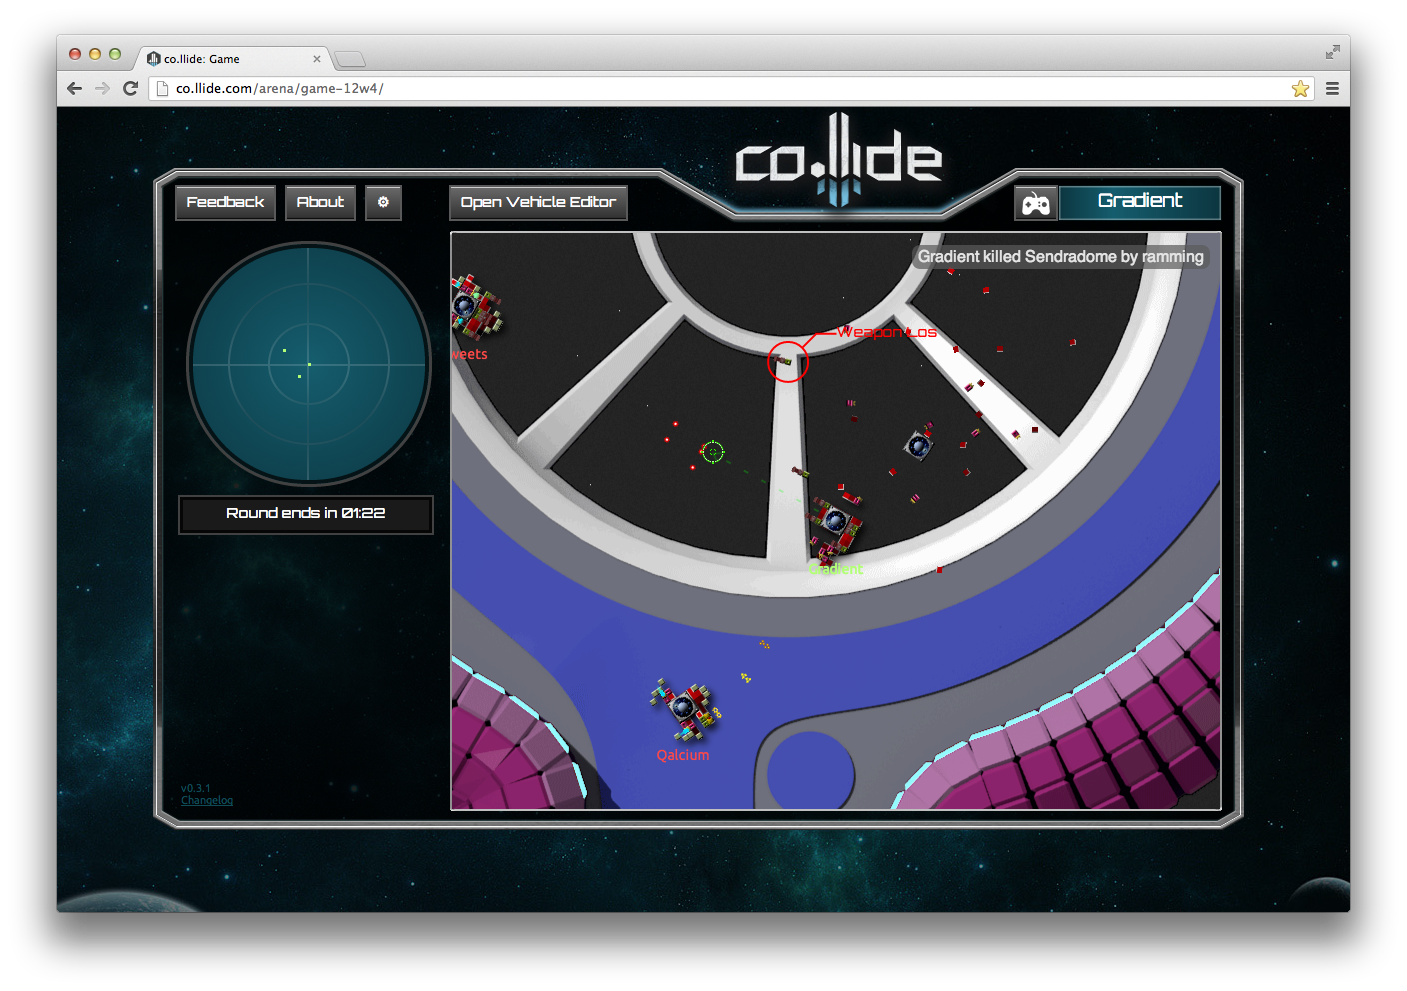 co.llide: Game
co.llide.com/arena/game-12w4/
co.llide
Feedback
About
Open Vehicle Editor
Gradient
Gradient killed Sendradome by ramming
Weapon Los
weets
Round ends in 01:22
Gradient
Qalcium
v0.3.1
Changelog